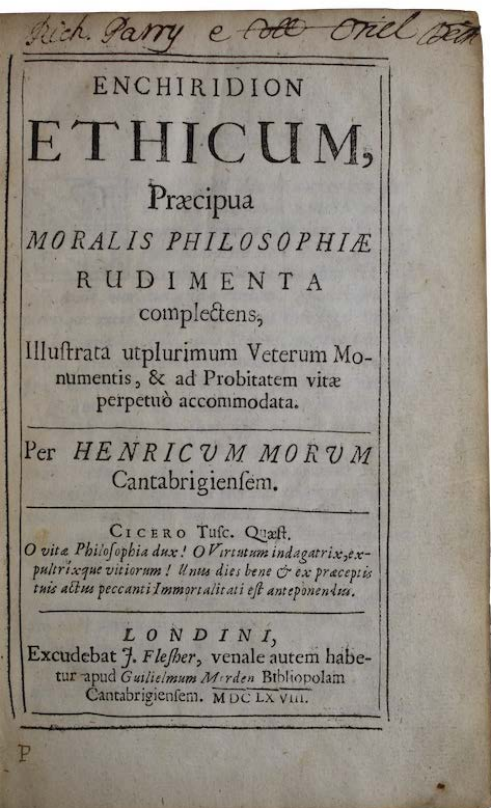 Rich. Parry e Coll Oriel
ENCHIRIDION
ETHICUM,
Præcipua
MORALIS PHILOSOPHIÆ
RUDIMENTA
complectens,
Illuſtrata utplurimum Veterum Mo-
numentis, & ad Probitatem vitæ
perpetuò accommodata.
Per HENRICVM MORVM
Cantabrigienſem.
CICERO Tuſc. Quæſt.
O vitæ Philoſophia dux! O Virtutum indagatrix, ex-
pultrixque vitiorum! Unus dies bene & ex præceptis
tuis actus peccanti Immortalitati eſt anteponendus.
LONDINI,
Excudebat J. Fleſher, venale autem habe-
tur apud Guilielmum Morden Bibliopolam
Cantabrigienſem. MDCLXVIII.
P